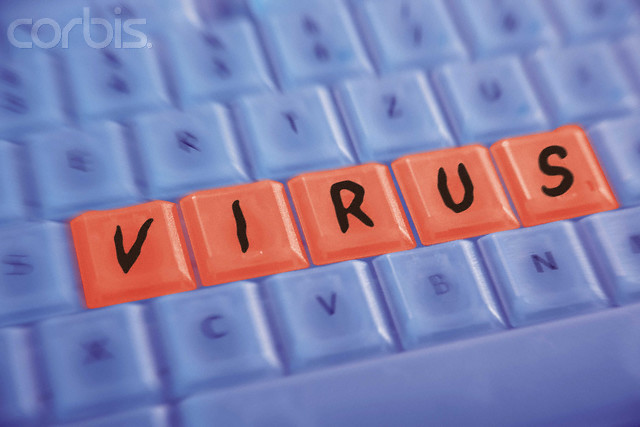 corbis.
R T Z U
S VIRUS
X C V B N